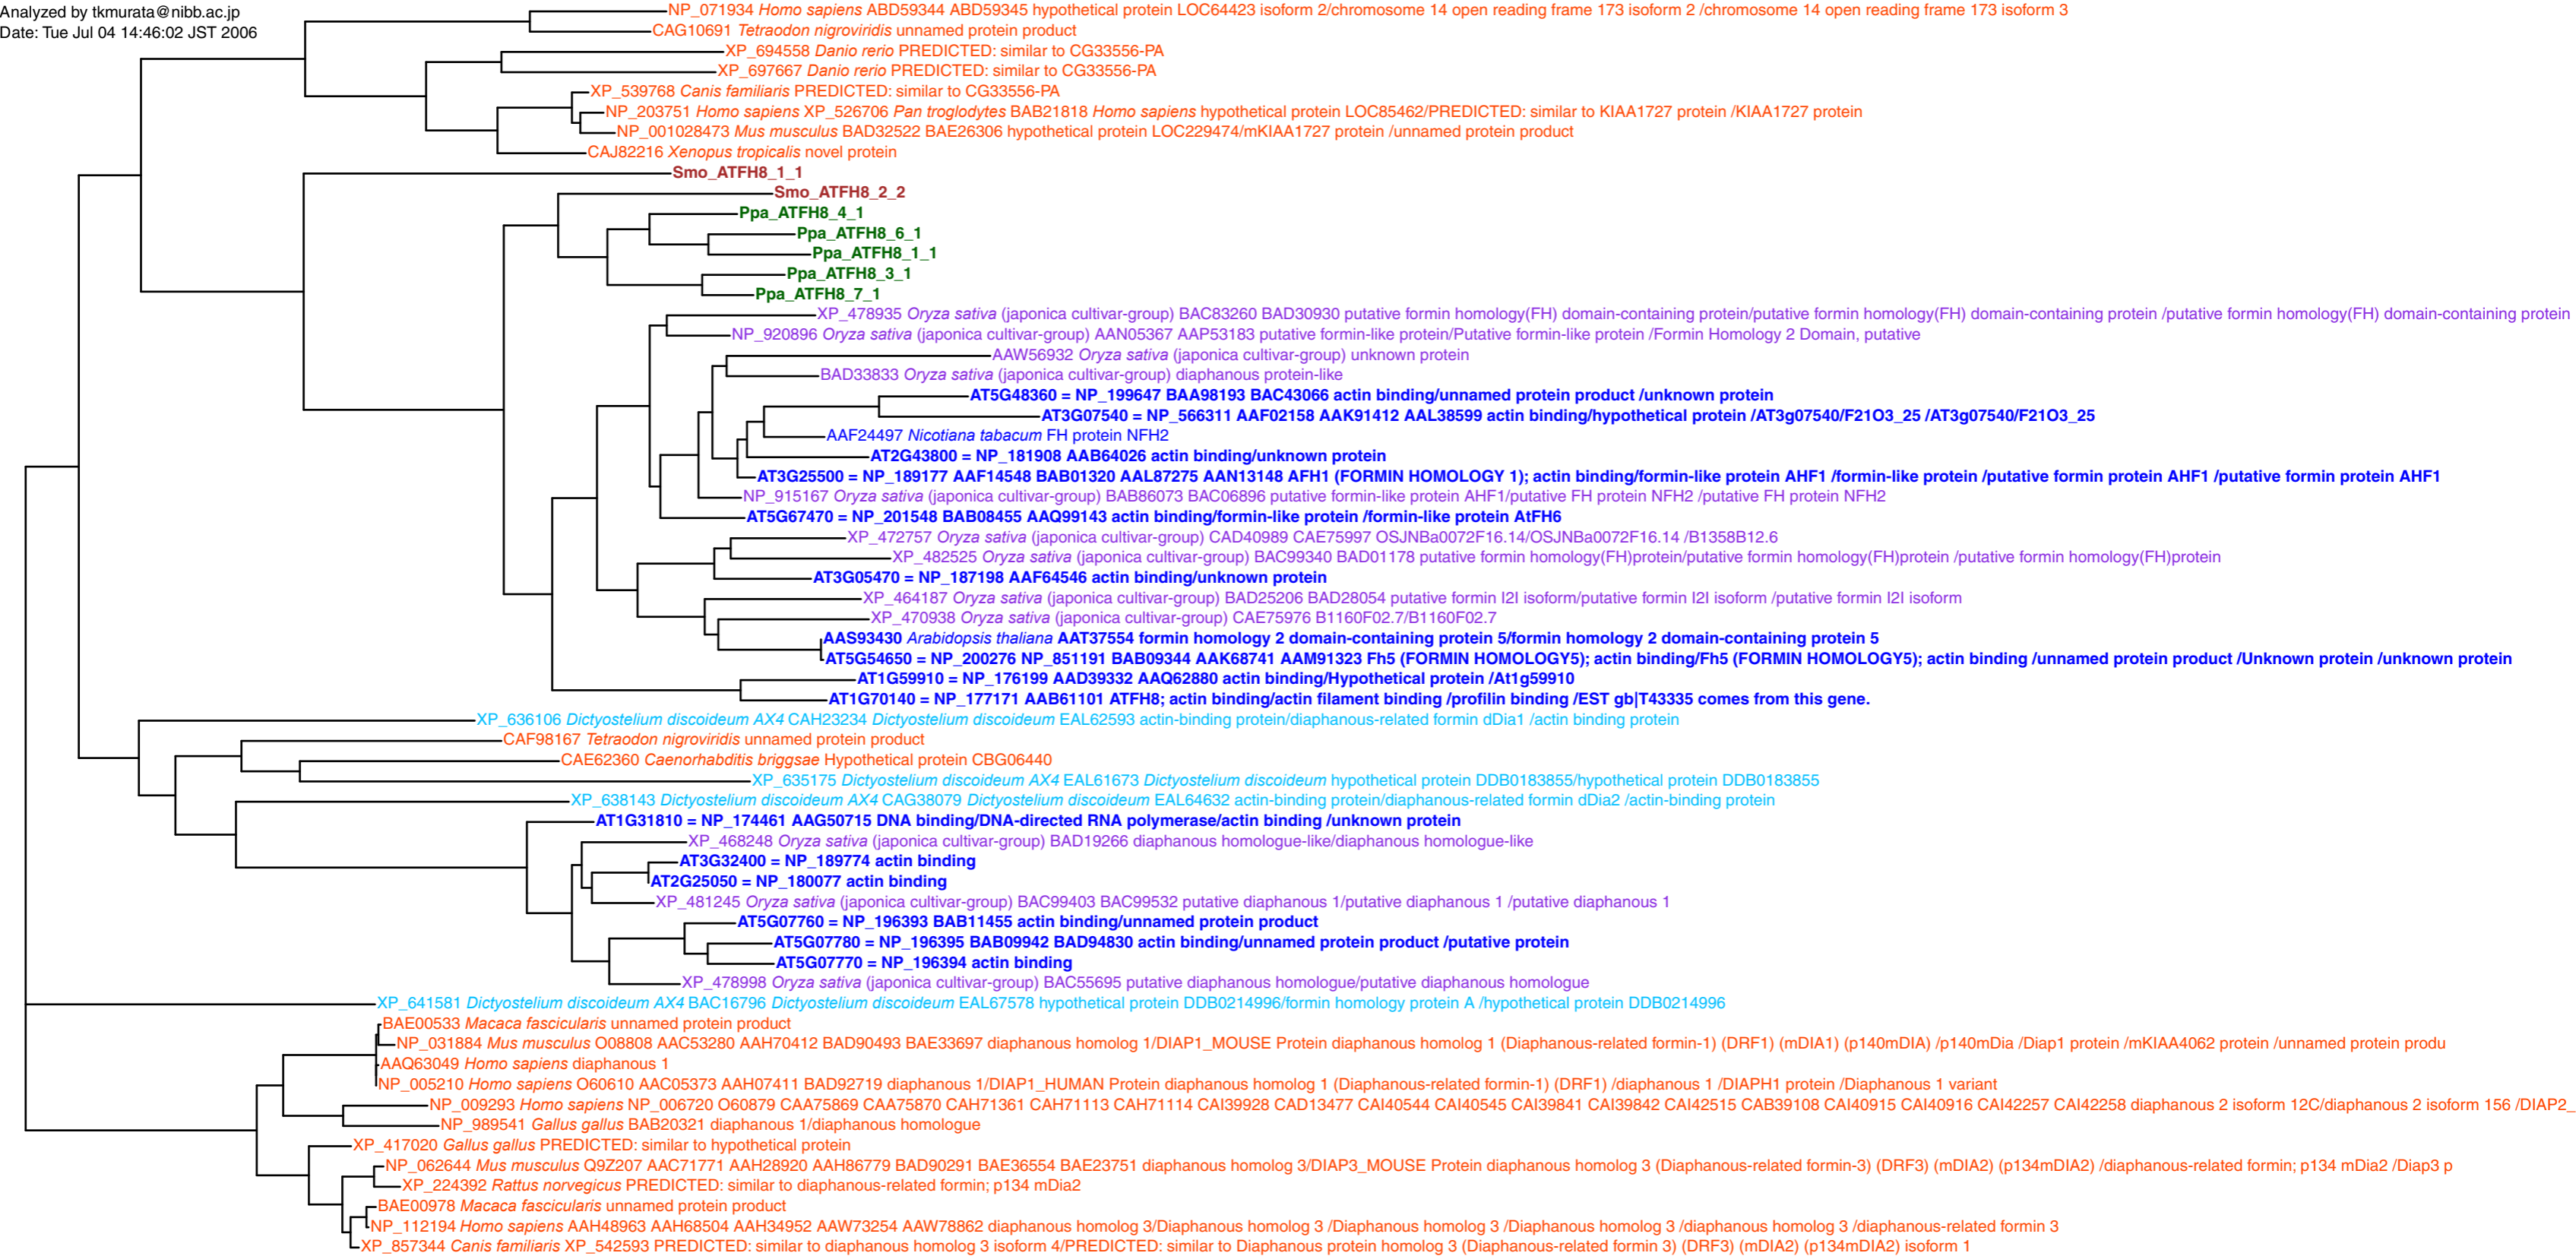 Analyzed by tkmurata@nibb.ac.jp
Date: Tue Jul 04 14:46:02 JST 2006
NP_071934 Homo sapiens ABD59344 ABD59345 hypothetical protein LOC64423 isoform 2/chromosome 14 open reading frame 173 isoform 2 /chromosome 14 open reading frame 173 isoform 3
CAG10691 Tetraodon nigroviridis unnamed protein product
XP_694558 Danio rerio PREDICTED: similar to CG33556-PA
XP_697667 Danio rerio PREDICTED: similar to CG33556-PA
XP_539768 Canis familiaris PREDICTED: similar to CG33556-PA
NP_203751 Homo sapiens XP_526706 Pan troglodytes BAB21818 Homo sapiens hypothetical protein LOC85462/PREDICTED: similar to KIAA1727 protein /KIAA1727 protein
NP_001028473 Mus musculus BAD32522 BAE26306 hypothetical protein LOC229474/mKIAA1727 protein /unnamed protein product
CAJ82216 Xenopus tropicalis novel protein
Smo_ATFH8_1_1
Smo_ATFH8_2_2
Ppa_ATFH8_4_1
Ppa_ATFH8_6_1
Ppa_ATFH8_1_1
Ppa_ATFH8_3_1
Ppa_ATFH8_7_1
XP_478935 Oryza sativa (japonica cultivar-group) BAC83260 BAD30930 putative formin homology(FH) domain-containing protein/putative formin homology(FH) domain-containing protein /putative formin homology(FH) domain-containing protein
NP_920896 Oryza sativa (japonica cultivar-group) AAN05367 AAP53183 putative formin-like protein/Putative formin-like protein /Formin Homology 2 Domain, putative
AAW56932 Oryza sativa (japonica cultivar-group) unknown protein
BAD33833 Oryza sativa (japonica cultivar-group) diaphanous protein-like
AT5G48360 = NP_199647 BAA98193 BAC43066 actin binding/unnamed protein product /unknown protein
AT3G07540 = NP_566311 AAF02158 AAK91412 AAL38599 actin binding/hypothetical protein /AT3g07540/F21O3_25 /AT3g07540/F21O3_25
AAF24497 Nicotiana tabacum FH protein NFH2
AT2G43800 = NP_181908 AAB64026 actin binding/unknown protein
AT3G25500 = NP_189177 AAF14548 BAB01320 AAL87275 AAN13148 AFH1 (FORMIN HOMOLOGY 1); actin binding/formin-like protein AHF1 /formin-like protein /putative formin protein AHF1 /putative formin protein AHF1
NP_915167 Oryza sativa (japonica cultivar-group) BAB86073 BAC06896 putative formin-like protein AHF1/putative FH protein NFH2 /putative FH protein NFH2
AT5G67470 = NP_201548 BAB08455 AAQ99143 actin binding/formin-like protein /formin-like protein AtFH6
XP_472757 Oryza sativa (japonica cultivar-group) CAD40989 CAE75997 OSJNBa0072F16.14/OSJNBa0072F16.14 /B1358B12.6
XP_482525 Oryza sativa (japonica cultivar-group) BAC99340 BAD01178 putative formin homology(FH)protein/putative formin homology(FH)protein /putative formin homology(FH)protein
AT3G05470 = NP_187198 AAF64546 actin binding/unknown protein
XP_464187 Oryza sativa (japonica cultivar-group) BAD25206 BAD28054 putative formin I2I isoform/putative formin I2I isoform /putative formin I2I isoform
XP_470938 Oryza sativa (japonica cultivar-group) CAE75976 B1160F02.7/B1160F02.7
AAS93430 Arabidopsis thaliana AAT37554 formin homology 2 domain-containing protein 5/formin homology 2 domain-containing protein 5
AT5G54650 = NP_200276 NP_851191 BAB09344 AAK68741 AAM91323 Fh5 (FORMIN HOMOLOGY5); actin binding/Fh5 (FORMIN HOMOLOGY5); actin binding /unnamed protein product /Unknown protein /unknown protein
AT1G59910 = NP_176199 AAD39332 AAQ62880 actin binding/Hypothetical protein /At1g59910
AT1G70140 = NP_177171 AAB61101 ATFH8; actin binding/actin filament binding /profilin binding /EST gb|T43335 comes from this gene.
XP_636106 Dictyostelium discoideum AX4 CAH23234 Dictyostelium discoideum EAL62593 actin-binding protein/diaphanous-related formin dDia1 /actin binding protein
CAF98167 Tetraodon nigroviridis unnamed protein product
CAE62360 Caenorhabditis briggsae Hypothetical protein CBG06440
XP_635175 Dictyostelium discoideum AX4 EAL61673 Dictyostelium discoideum hypothetical protein DDB0183855/hypothetical protein DDB0183855
XP_638143 Dictyostelium discoideum AX4 CAG38079 Dictyostelium discoideum EAL64632 actin-binding protein/diaphanous-related formin dDia2 /actin-binding protein
AT1G31810 = NP_174461 AAG50715 DNA binding/DNA-directed RNA polymerase/actin binding /unknown protein
XP_468248 Oryza sativa (japonica cultivar-group) BAD19266 diaphanous homologue-like/diaphanous homologue-like
AT3G32400 = NP_189774 actin binding
AT2G25050 = NP_180077 actin binding
XP_481245 Oryza sativa (japonica cultivar-group) BAC99403 BAC99532 putative diaphanous 1/putative diaphanous 1 /putative diaphanous 1
AT5G07760 = NP_196393 BAB11455 actin binding/unnamed protein product
AT5G07780 = NP_196395 BAB09942 BAD94830 actin binding/unnamed protein product /putative protein
AT5G07770 = NP_196394 actin binding
XP_478998 Oryza sativa (japonica cultivar-group) BAC55695 putative diaphanous homologue/putative diaphanous homologue
XP_641581 Dictyostelium discoideum AX4 BAC16796 Dictyostelium discoideum EAL67578 hypothetical protein DDB0214996/formin homology protein A /hypothetical protein DDB0214996
BAE00533 Macaca fascicularis unnamed protein product
NP_031884 Mus musculus O08808 AAC53280 AAH70412 BAD90493 BAE33697 diaphanous homolog 1/DIAP1_MOUSE Protein diaphanous homolog 1 (Diaphanous-related formin-1) (DRF1) (mDIA1) (p140mDIA) /p140mDia /Diap1 protein /mKIAA4062 protein /unnamed protein produ
AAQ63049 Homo sapiens diaphanous 1
NP_005210 Homo sapiens O60610 AAC05373 AAH07411 BAD92719 diaphanous 1/DIAP1_HUMAN Protein diaphanous homolog 1 (Diaphanous-related formin-1) (DRF1) /diaphanous 1 /DIAPH1 protein /Diaphanous 1 variant
NP_009293 Homo sapiens NP_006720 O60879 CAA75869 CAA75870 CAH71361 CAH71113 CAH71114 CAI39928 CAD13477 CAI40544 CAI40545 CAI39841 CAI39842 CAI42515 CAB39108 CAI40915 CAI40916 CAI42257 CAI42258 diaphanous 2 isoform 12C/diaphanous 2 isoform 156 /DIAP2_
NP_989541 Gallus gallus BAB20321 diaphanous 1/diaphanous homologue
XP_417020 Gallus gallus PREDICTED: similar to hypothetical protein
NP_062644 Mus musculus Q9Z207 AAC71771 AAH28920 AAH86779 BAD90291 BAE36554 BAE23751 diaphanous homolog 3/DIAP3_MOUSE Protein diaphanous homolog 3 (Diaphanous-related formin-3) (DRF3) (mDIA2) (p134mDIA2) /diaphanous-related formin; p134 mDia2 /Diap3 p
XP_224392 Rattus norvegicus PREDICTED: similar to diaphanous-related formin; p134 mDia2
BAE00978 Macaca fascicularis unnamed protein product
NP_112194 Homo sapiens AAH48963 AAH68504 AAH34952 AAW73254 AAW78862 diaphanous homolog 3/Diaphanous homolog 3 /Diaphanous homolog 3 /Diaphanous homolog 3 /diaphanous homolog 3 /diaphanous-related formin 3
XP_857344 Canis familiaris XP_542593 PREDICTED: similar to diaphanous homolog 3 isoform 4/PREDICTED: similar to Diaphanous protein homolog 3 (Diaphanous-related formin 3) (DRF3) (mDIA2) (p134mDIA2) isoform 1